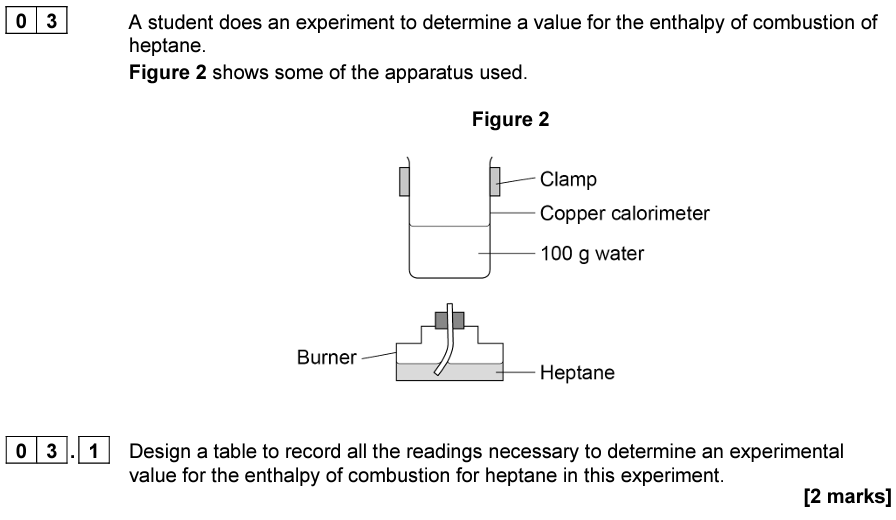 0 3 A student does an experiment to determine a value for the enthalpy of combustion of
heptane.
Figure 2 shows some of the apparatus used.
Figure 2
Clamp
Copper calorimeter
100 g water
Burner
Heptane
0 3 . 1 Design a table to record all the readings necessary to determine an experimental
value for the enthalpy of combustion for heptane in this experiment.
[2 marks]